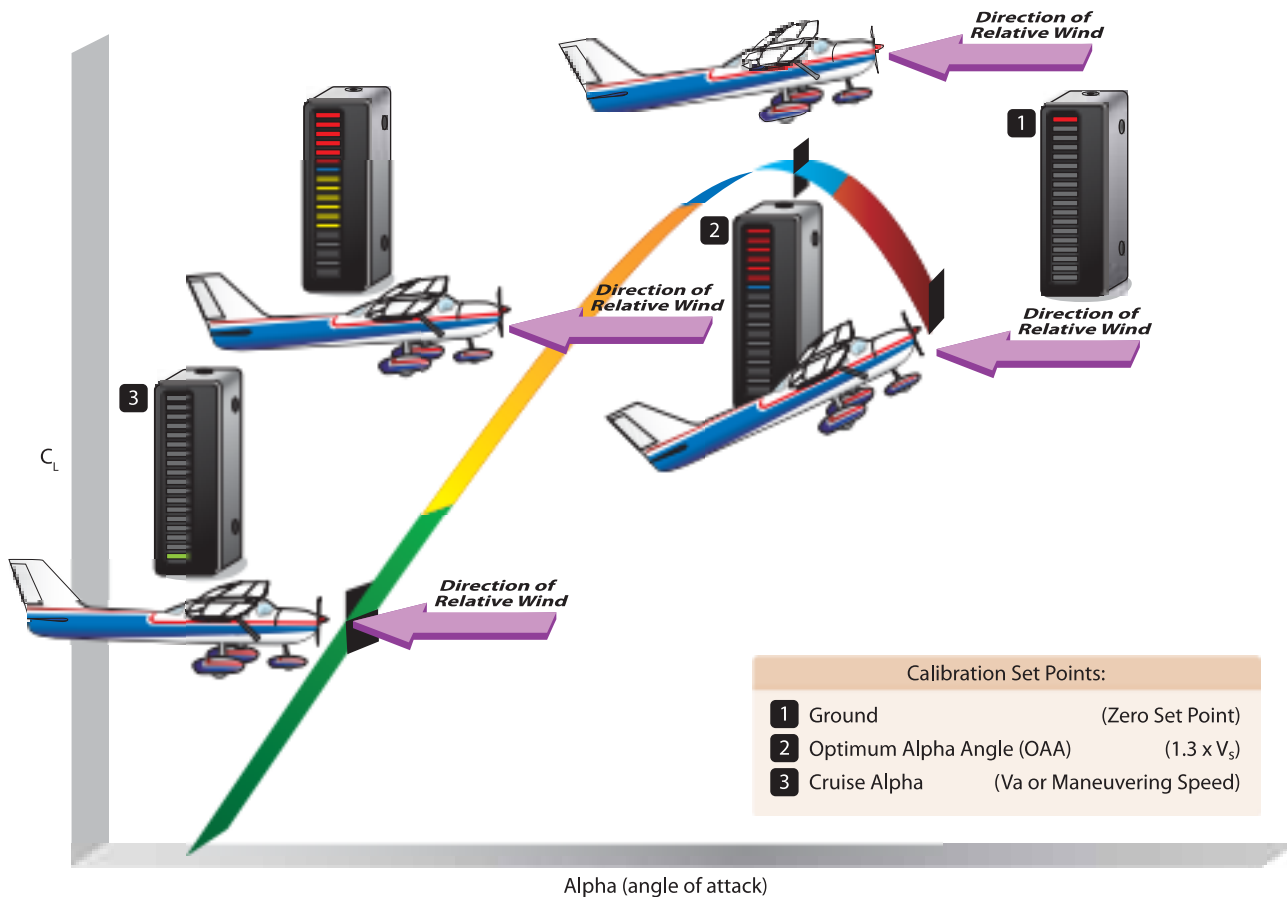 Direction of
Relative Wind
1
2
Direction of
Relative Wind
Direction of
Relative Wind
3
C_L
Direction of
Relative Wind
Calibration Set Points:
1 Ground (Zero Set Point)
2 Optimum Alpha Angle (OAA) (1.3 x Vₛ)
3 Cruise Alpha (Va or Maneuvering Speed)
Alpha (angle of attack)